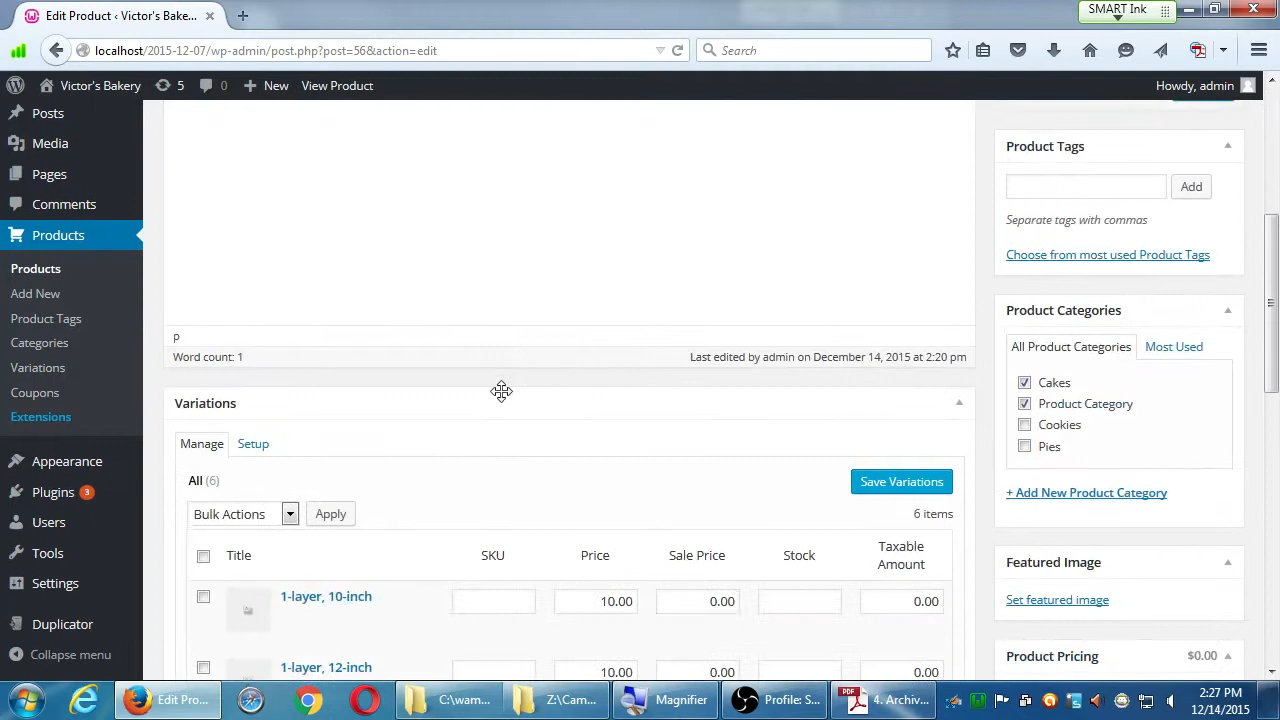 Edit Product ‹ Victor's Bake...
SMART Ink
localhost/2015-12-07/wp-admin/post.php?post=56&action=edit
Search
Victor's Bakery
5
0
New
View Product
Howdy, admin
Posts
Media
Pages
Comments
Products
Products
Add New
Product Tags
Categories
Variations
Coupons
Extensions
Appearance
Plugins 3
Users
Tools
Settings
Duplicator
Collapse menu
p
Word count: 1
Last edited by admin on December 14, 2015 at 2:20 pm
Variations
Manage
Setup
All (6)
Save Variations
Bulk Actions
Apply
6 items
Title
SKU
Price
Sale Price
Stock
Taxable
Amount
1-layer, 10-inch
10.00
0.00
0.00
1-layer, 12-inch
10.00
0.00
0.00
Product Tags
Add
Separate tags with commas
Choose from most used Product Tags
Product Categories
All Product Categories
Most Used
Cakes
Product Category
Cookies
Pies
+ Add New Product Category
Featured Image
Set featured image
Product Pricing
$0.00
Edit Pro...
C:\wam...
Z:\Cam...
Magnifier
Profile: S...
PDF
4. Archiv...
2:27 PM
12/14/2015